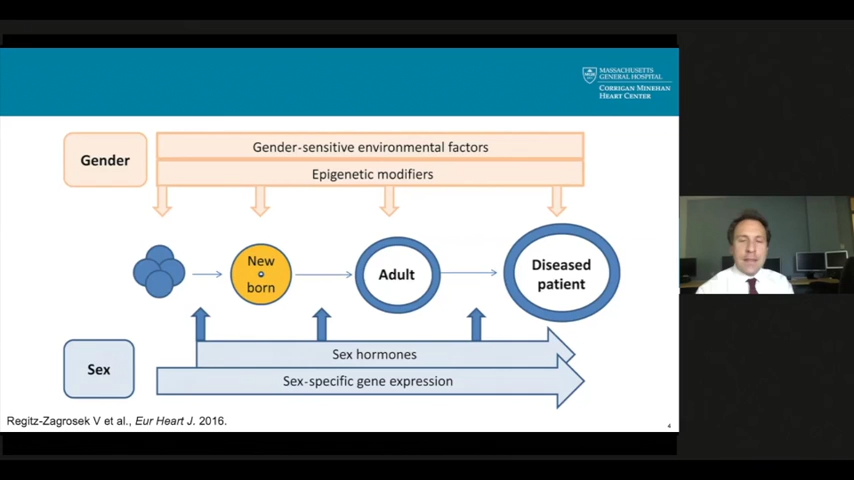 MASSACHUSETTS
GENERAL HOSPITAL
CORRIGAN MINEHAN
HEART CENTER
Gender
Gender-sensitive environmental factors
Epigenetic modifiers
New
born
Adult
Diseased
patient
Sex
Sex hormones
Sex-specific gene expression
Regitz-Zagrosek V et al., Eur Heart J. 2016.
4